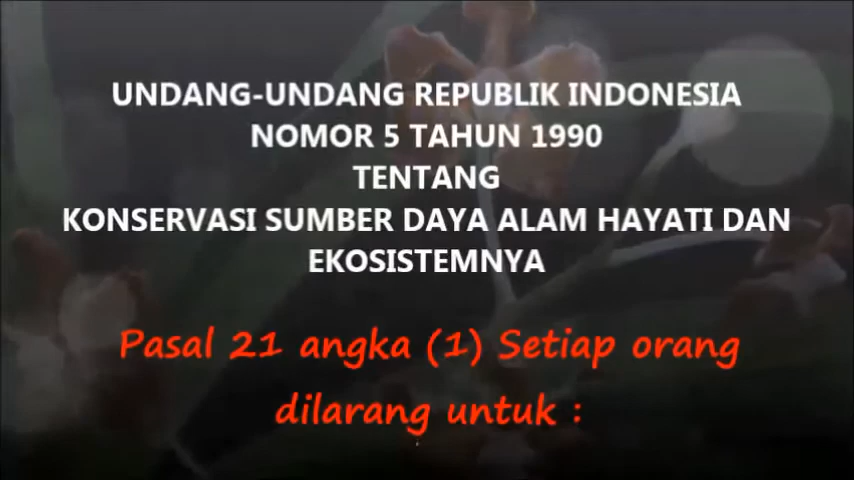 UNDANG-UNDANG REPUBLIK INDONESIA
NOMOR 5 TAHUN 1990
TENTANG
KONSERVASI SUMBER DAYA ALAM HAYATI DAN
EKOSISTEMNYA
Pasal 21 angka (1) Setiap orang
dilarang untuk :